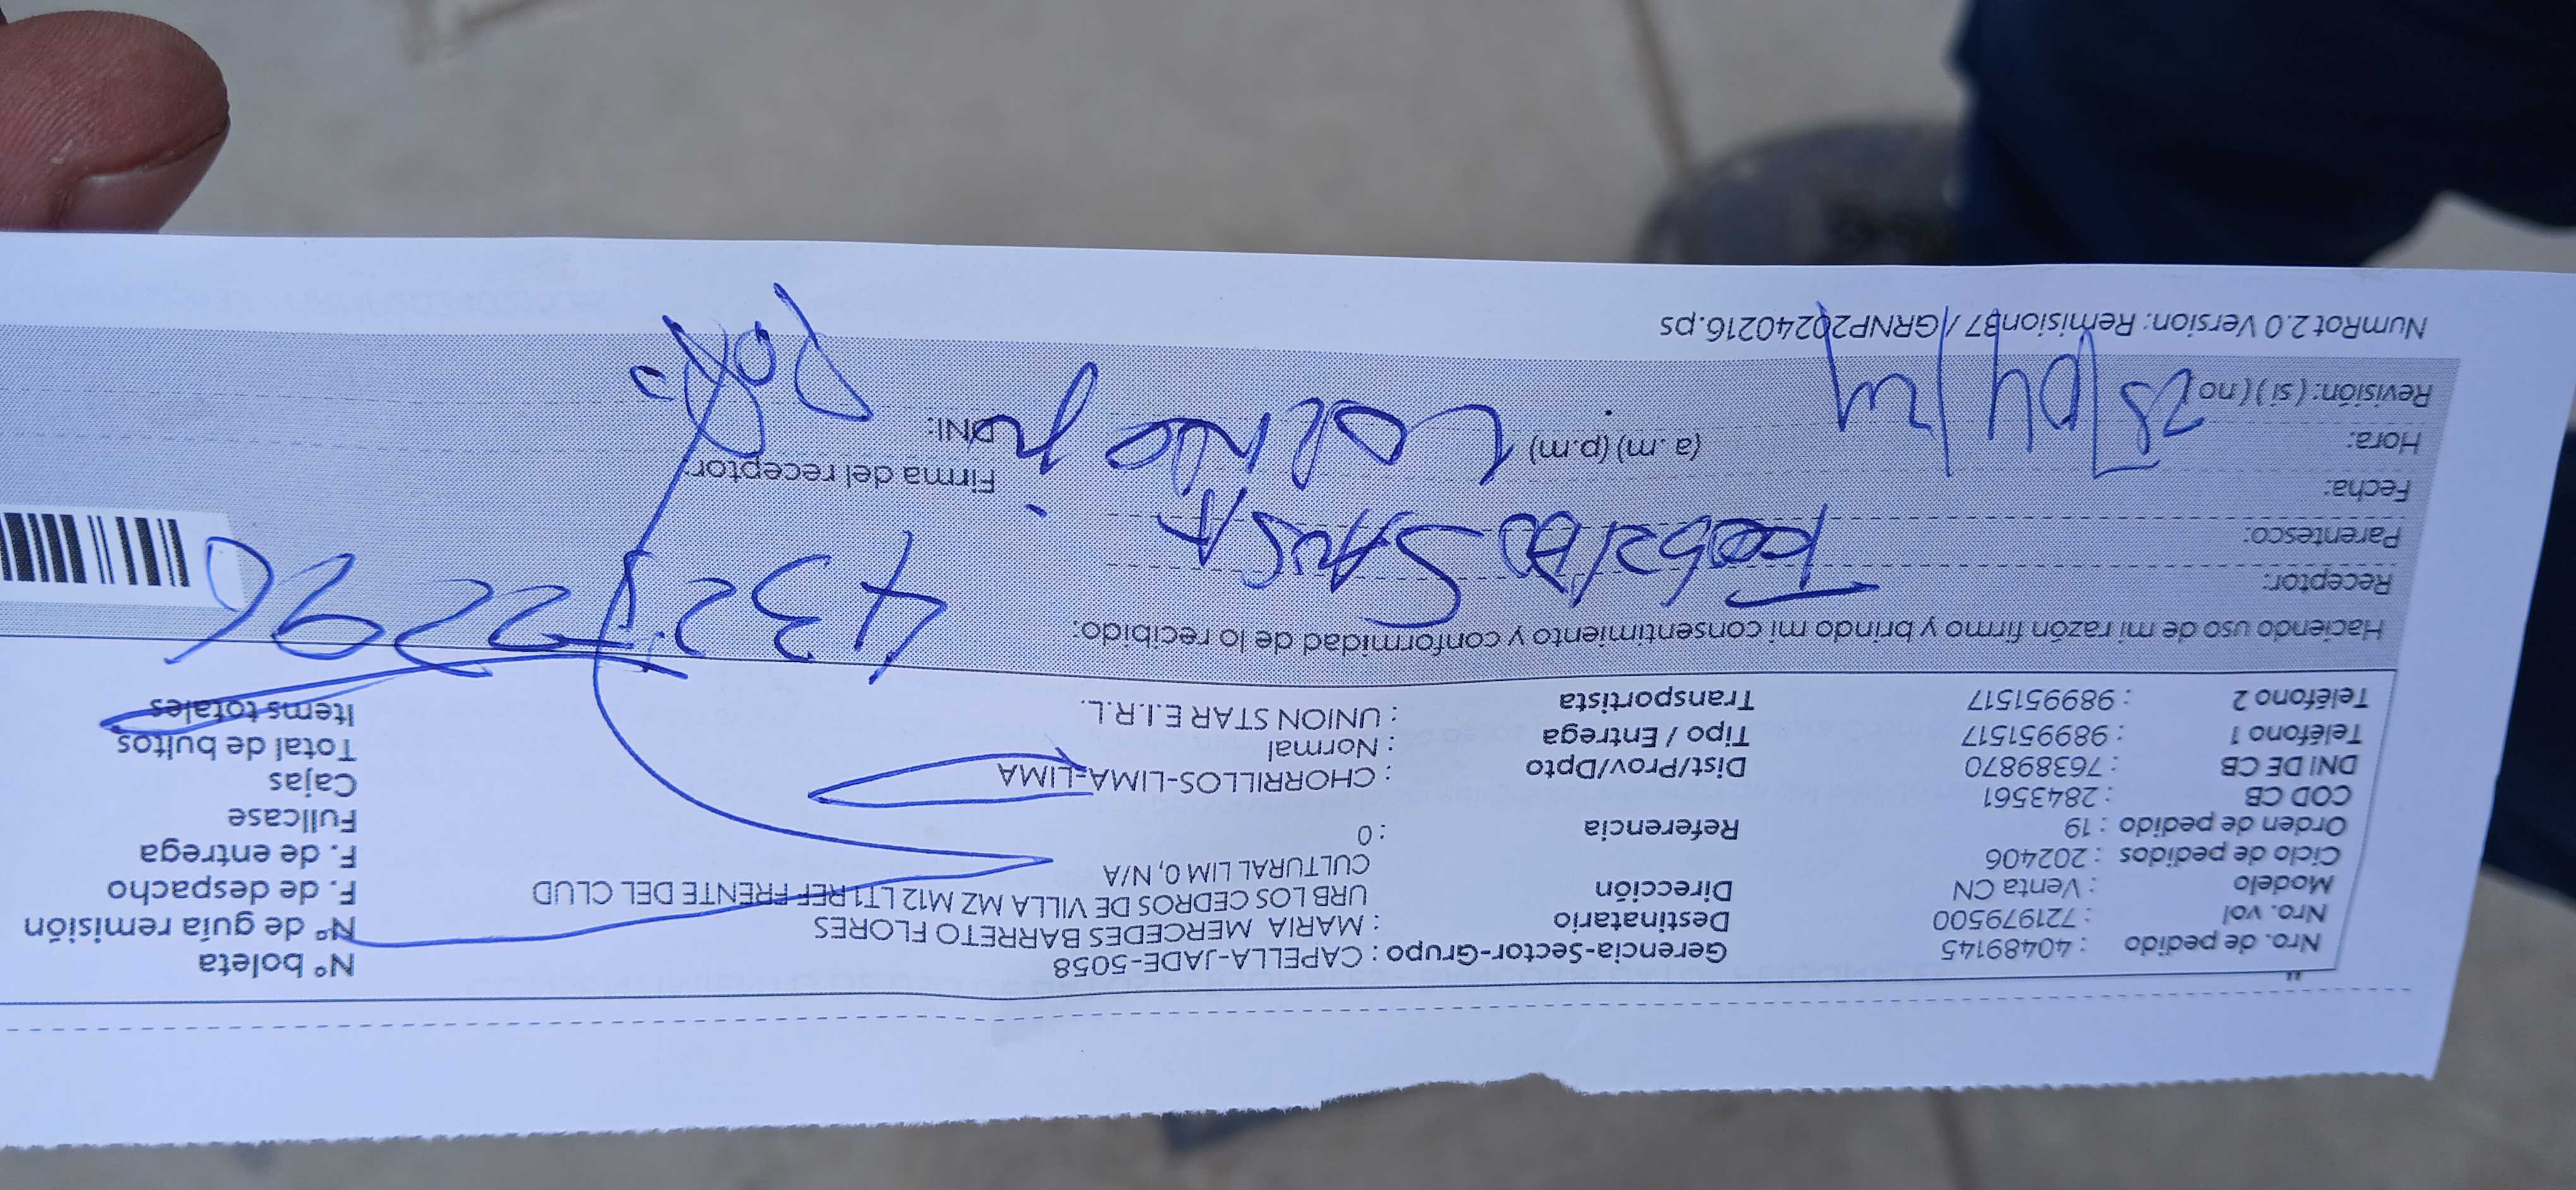 Nro. de pedido : 40489145
Nro. vol : 721979500
Modelo : Venta CN
Ciclo de pedidos : 202406
Orden de pedido : 19
COD CB : 2843561
DNI DE CB : 76389870
Teléfono 1 : 989951517
Teléfono 2 : 989951517
Gerencia-Sector-Grupo : CAPELLA-JADE-5058
Destinatario : MARIA MERCEDES BARRETO FLORES
Dirección URB LOS CEDROS DE VILLA MZ M12 LT1 REF FRENTE DEL CLUD
CULTURAL LIM 0, N/A
Referencia : 0
Dist/Prov/Dpto : CHORRILLOS-LIMA-LIMA
Tipo / Entrega : Normal
Transportista : UNION STAR E.I.R.L.
N° boleta
N° de guía remisión
F. de despacho
F. de entrega
Fullcase
Cajas
Total de bultos
Items totales
Haciendo uso de mi razón firmo y brindo mi consentimiento y conformidad de lo recibido:
Receptor:
Parentesco:
Fecha:
Hora: (a .m) (p.m)
Revisión: ( si ) ( no
28/04/24
Firma del receptor:
DNI:
NumRot 2.0 Version: Remision37 / GRNP20240216.ps